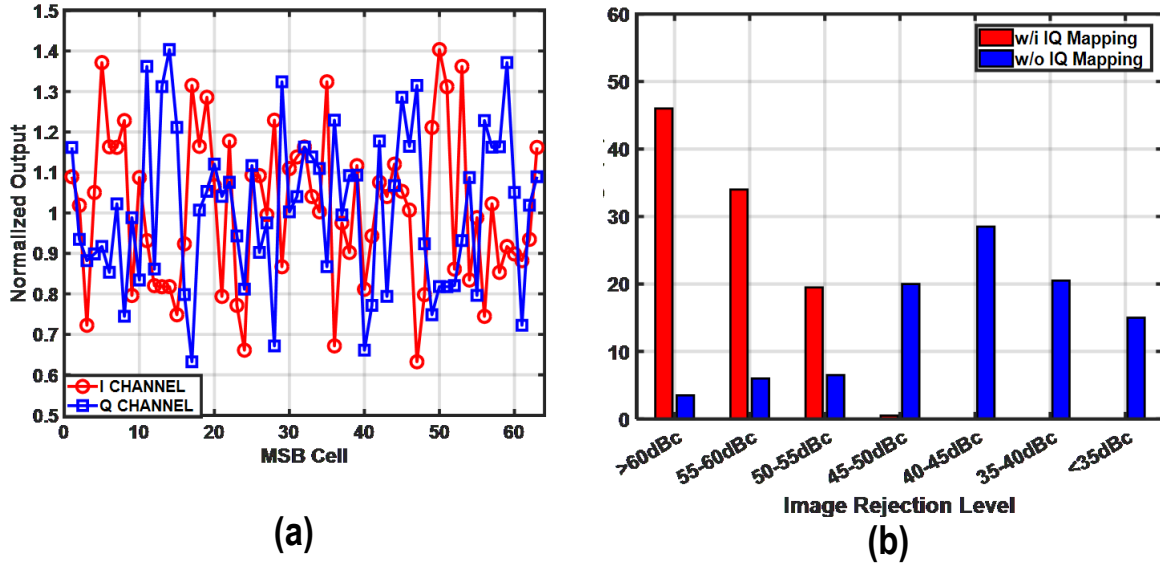 1.5
1.4
1.3
1.2
1.1
1
0.9
0.8
0.7
0.6
0.5
Normalized Output
I CHANNEL
Q CHANNEL
0
10
20
30
40
50
60
MSB Cell
(a)
60
50
40
30
20
10
0
w/i IQ Mapping
w/o IQ Mapping
>60dBc
55-60dBc
50-55dBc
45-50dBc
40-45dBc
35-40dBc
<35dBc
Image Rejection Level
(b)